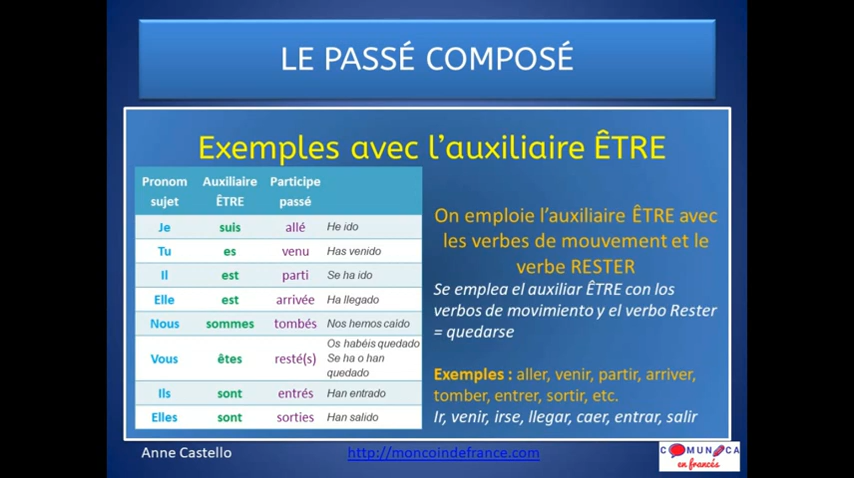 LE PASSÉ COMPOSÉ
Exemples avec l'auxiliaire ÊTRE
Pronom sujet Auxiliaire ÊTRE Participe passé
Je suis allé He ido
Tu es venu Has venido
Il est parti Se ha ido
Elle est arrivée Ha llegado
Nous sommes tombés Nos hemos caído
Vous êtes resté(s) Os habéis quedado Se ha o han quedado
Ils sont entrés Han entrado
Elles sont sorties Han salido
On emploie l'auxiliaire ÊTRE avec
les verbes de mouvement et le
verbe RESTER
Se emplea el auxiliar ÊTRE con los
verbos de movimiento y el verbo Rester
= quedarse
Exemples : aller, venir, partir, arriver,
tomber, entrer, sortir, etc.
Ir, venir, irse, llegar, caer, entrar, salir
Anne Castello
http://moncoindefrance.com
COMUNICA
en francés